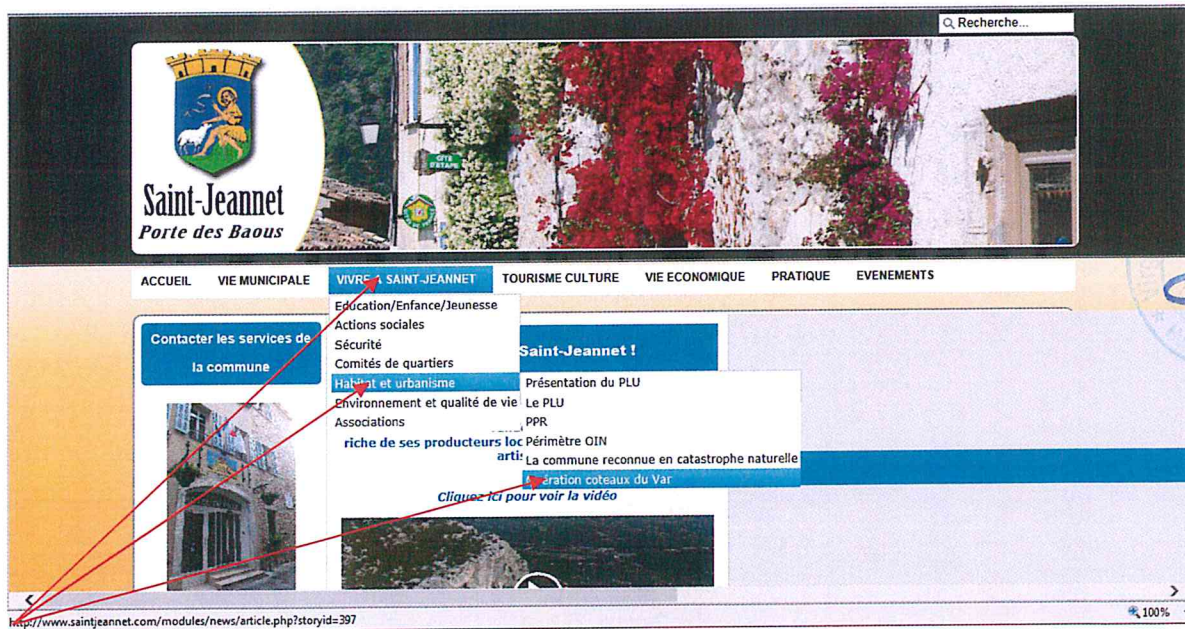 Recherche...
GITE
D'ETAPE
Saint-Jeannet
Porte des Baous
ACCUEIL VIE MUNICIPALE VIVRE A SAINT-JEANNET TOURISME CULTURE VIE ECONOMIQUE PRATIQUE EVENEMENTS
Contacter les services de
la commune
Education/Enfance/Jeunesse
Actions sociales
Sécurité
Comités de quartiers
Habitat et urbanisme
Environnement et qualité de vie
Associations
Saint-Jeannet !
Présentation du PLU
Le PLU
PPR
Périmètre OIN
La commune reconnue en catastrophe naturelle
Opération coteaux du Var
riche de ses producteurs
Cliquez ici pour voir la vidéo
http://www.saintjeannet.com/modules/news/article.php?storyid=397
100%